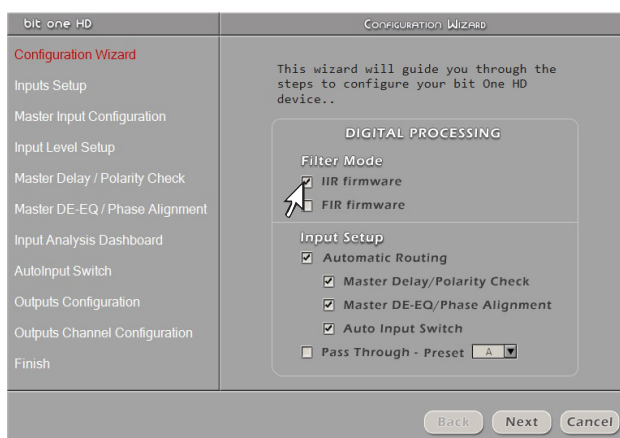 bit one HD
Configuration Wizard
Configuration Wizard
Inputs Setup
Master Input Configuration
Input Level Setup
Master Delay / Polarity Check
Master DE-EQ / Phase Alignment
Input Analysis Dashboard
AutoInput Switch
Outputs Configuration
Outputs Channel Configuration
Finish
This wizard will guide you through the
steps to configure your bit One HD
device..
DIGITAL PROCESSING
Filter Mode
IIR firmware
FIR firmware
Input Setup
Automatic Routing
Master Delay/Polarity Check
Master DE-EQ/Phase Alignment
Auto Input Switch
Pass Through - Preset A
Back Next Cancel